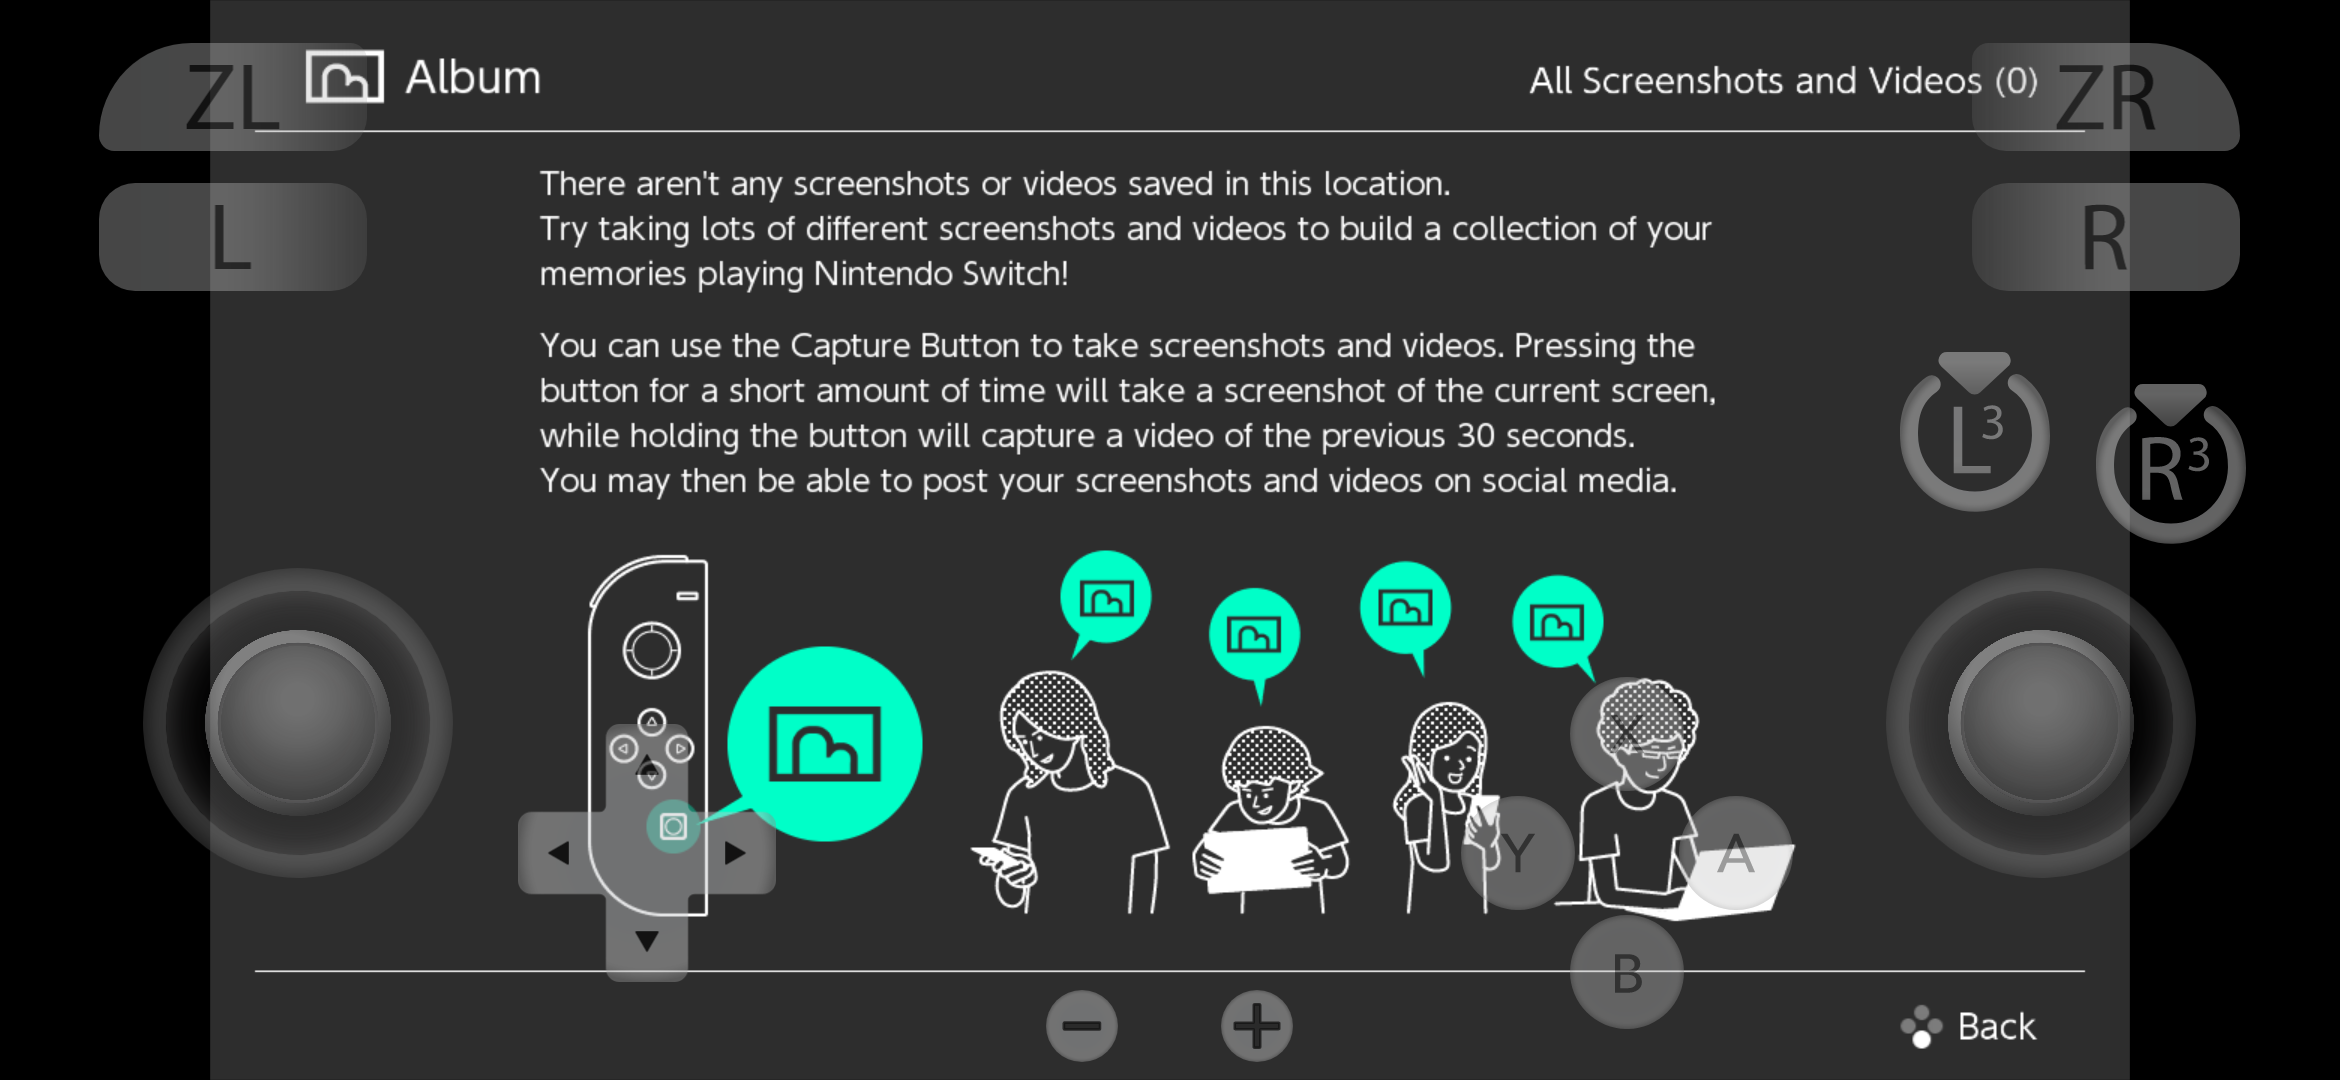 ZL
Album
All Screenshots and Videos (0)
ZR
L
R
There aren't any screenshots or videos saved in this location.
Try taking lots of different screenshots and videos to build a collection of your
memories playing Nintendo Switch!
You can use the Capture Button to take screenshots and videos. Pressing the
button for a short amount of time will take a screenshot of the current screen,
while holding the button will capture a video of the previous 30 seconds.
You may then be able to post your screenshots and videos on social media.
L3
R3
X
Y
A
B
Back